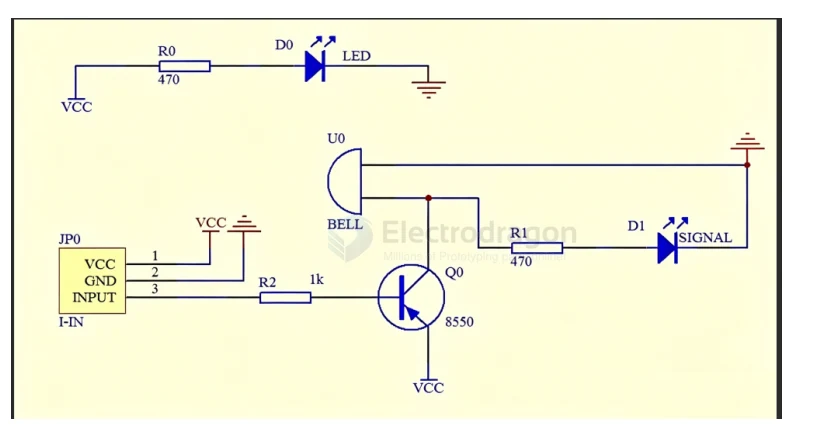 R0
470
D0
LED
VCC
U0
BELL
JP0
VCC
1
VCC
2
GND
3
INPUT
I-IN
R2
1k
Q0
8550
VCC
R1
470
D1
SIGNAL
Electrodragon